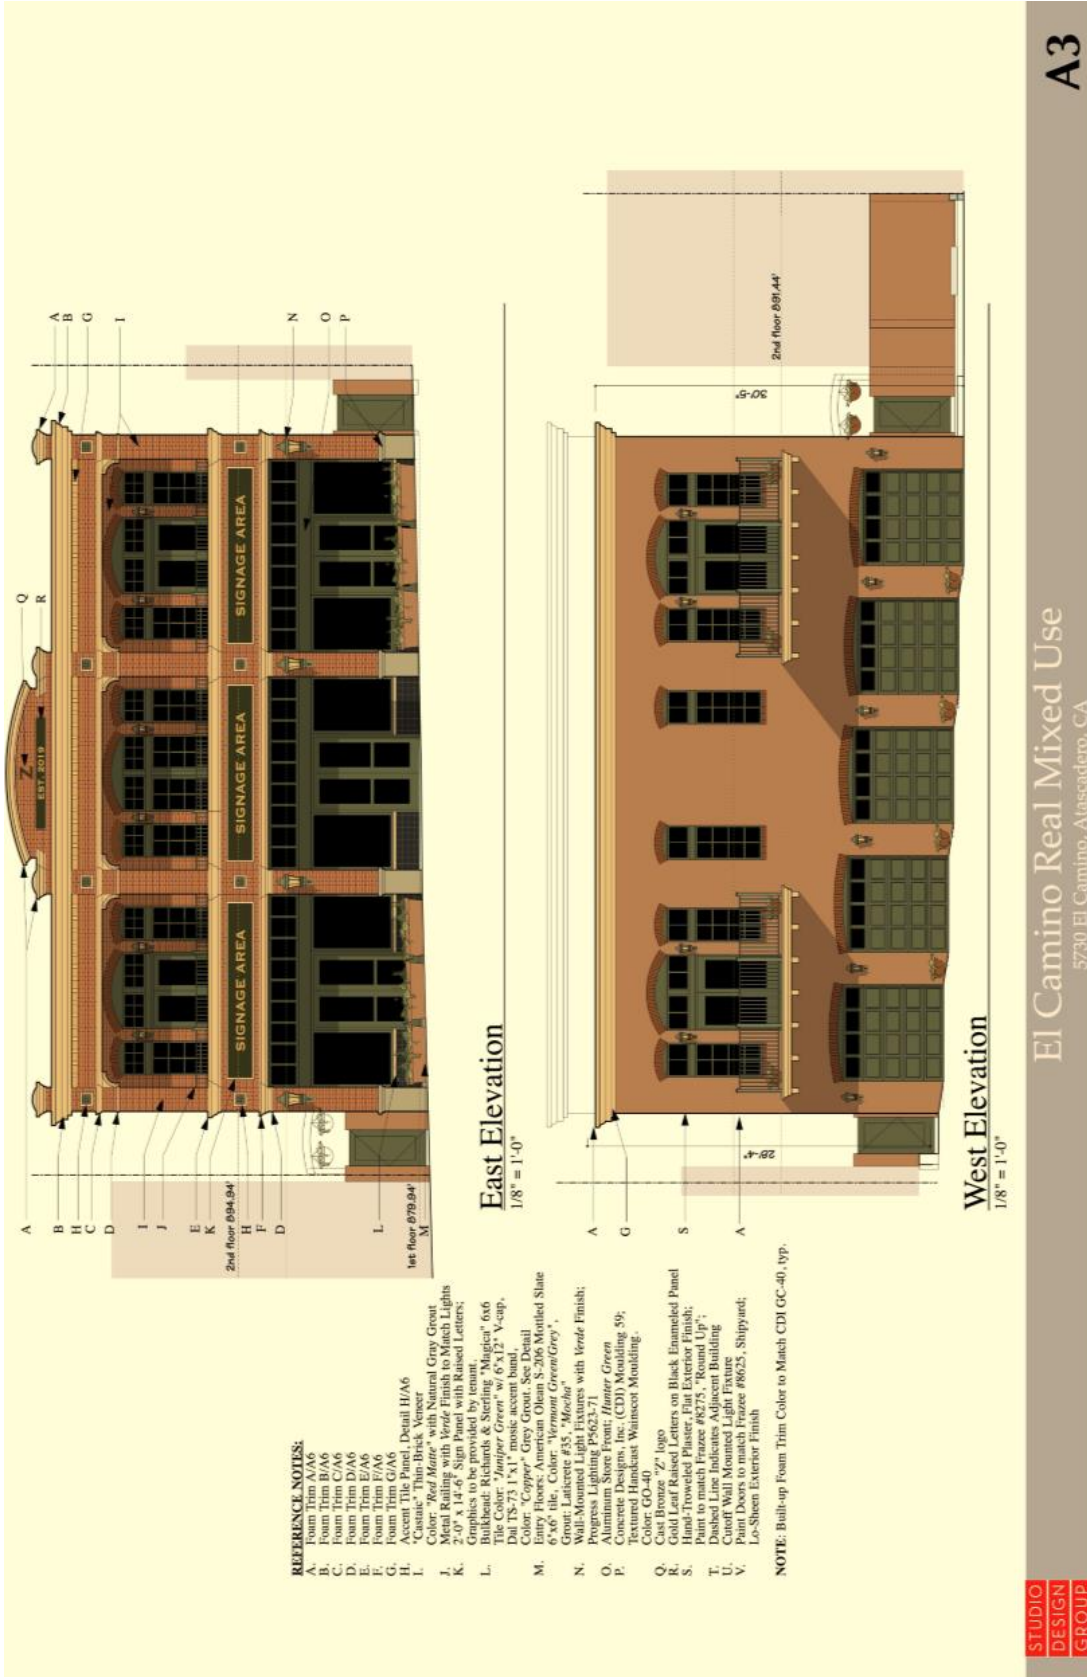 A
B
G
I
N
O
P
Q
R
Z
EST. 2019
SIGNAGE AREA
SIGNAGE AREA
SIGNAGE AREA
A
B
H
C
D
I
J
E
K
H
F
D
L
M
2nd floor 894.94'
1st floor 879.94'
East Elevation
1/8" = 1'-0"
2nd floor 891.44'
30'-5"
28'-4"
A
G
S
A
West Elevation
1/8" = 1'-0"
REFERENCE NOTES:
A. Foam Trim A/A6
B. Foam Trim B/A6
C. Foam Trim C/A6
D. Foam Trim D/A6
E. Foam Trim E/A6
F. Foam Trim F/A6
G. Foam Trim G/A6
H. Accent Tile Panel, Detail H/A6
I. "Castaic" Thin-Brick Veneer
Color: "Red Matte" with Natural Gray Grout
J. Metal Railing with Verde Finish to Match Lights
K. 2'-0" x 14'-6" Sign Panel with Raised Letters;
Graphics to be provided by tenant.
L. Bulkhead: Richards & Sterling "Magica" 6x6
Tile Color: "Juniper Green" w/ 6"x12" V-cap,
Dal TS-73 1"x1" mosic accent band,
Color: "Copper" Grey Grout. See Detail
M. Entry Floors: American Olean S-206 Mottled Slate
6"x6" tile, Color: "Vermont Green/Grey",
Grout: Laticrete #35, "Mocha"
N. Wall-Mounted Light Fixtures with Verde Finish;
Progress Lighting P5623-71
O. Aluminum Store Front; Hunter Green
P. Concrete Designs, Inc. (CDI) Moulding 59;
Textured Handcast Wainscot Moulding.
Color: GO-40
Q. Cast Bronze "Z" logo
R. Gold Leaf Raised Letters on Black Enameled Panel
S. Hand-Troweled Plaster, Flat Exterior Finish;
Paint to match Frazee #8275, "Round Up";
T. Dashed Line Indicates Adjacent Building
U. Cutoff Wall Mounted Light Fixture
V. Paint Doors to match Frazee #8625, Shipyard;
Lo-Sheen Exterior Finish
NOTE: Built-up Foam Trim Color to Match CDI GC-40, typ.
STUDIO
DESIGN
GROUP
El Camino Real Mixed Use
5730 El Camino, Atascadero, CA
A3